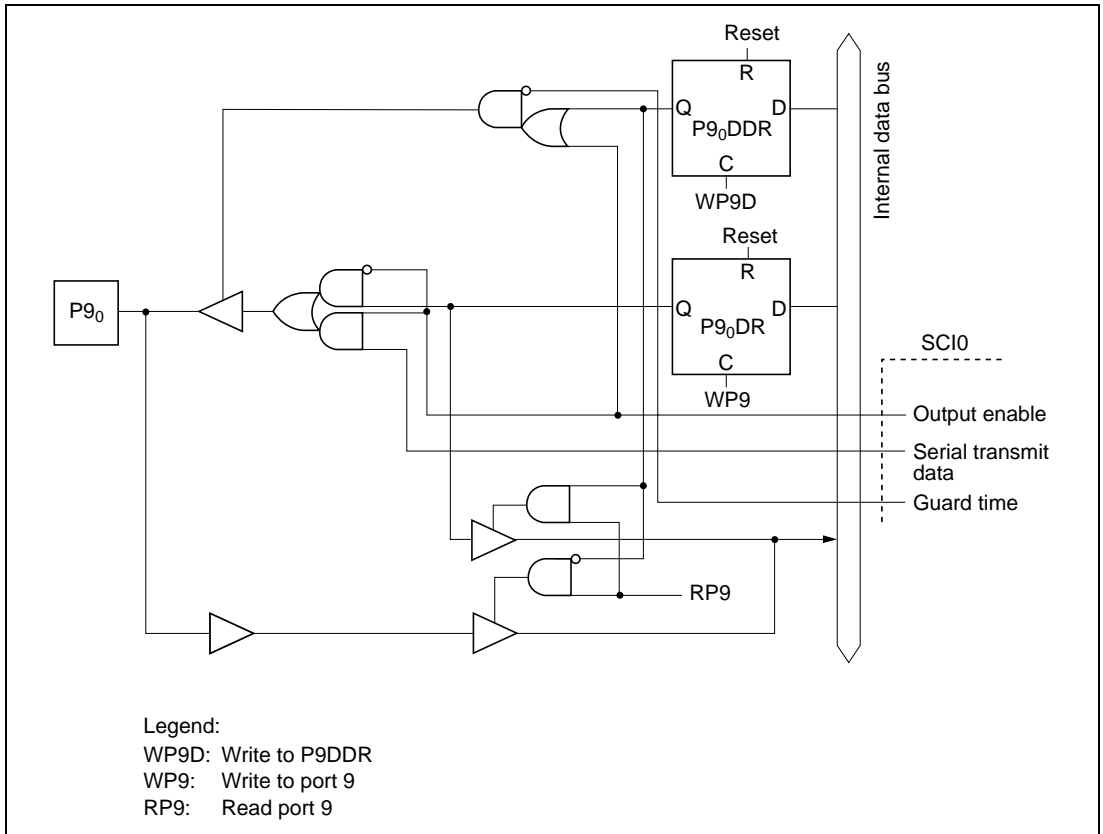 Reset
R
Q D
P9₀DDR
C
WP9D
Internal data bus
Reset
R
Q D
P9₀DR
C
WP9
P9₀
SCI0
Output enable
Serial transmit
data
Guard time
RP9
Legend:
WP9D: Write to P9DDR
WP9: Write to port 9
RP9: Read port 9